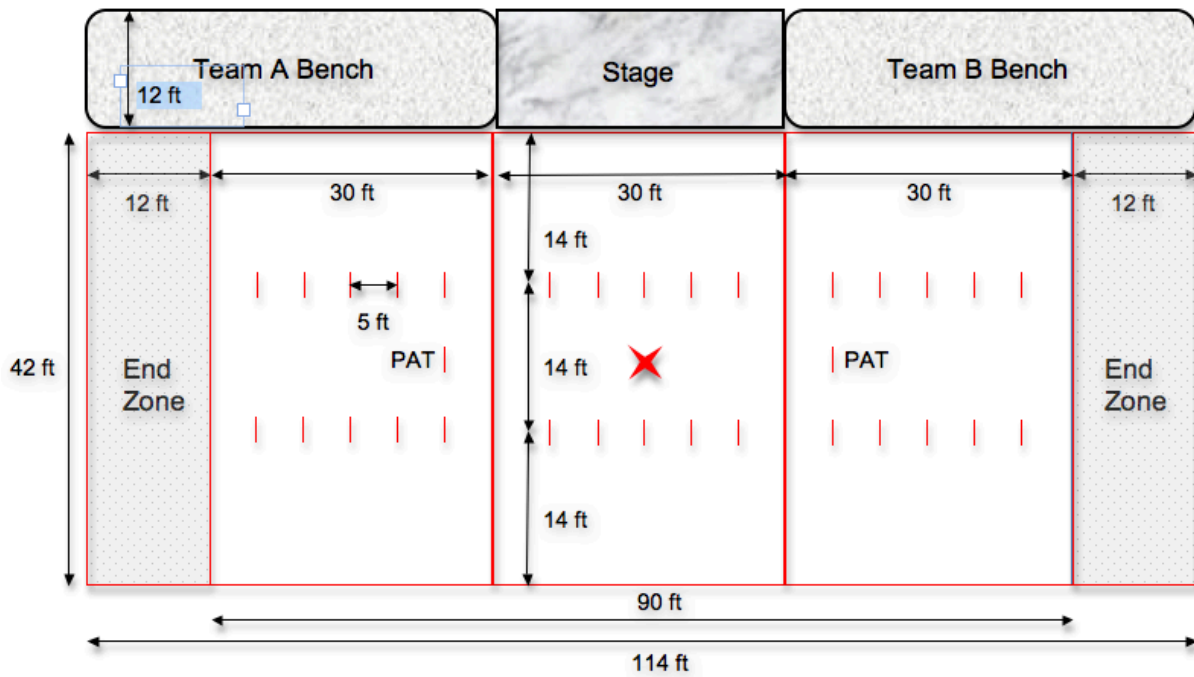 Team A Bench
Stage
Team B Bench
12 ft
12 ft
30 ft
30 ft
30 ft
12 ft
14 ft
5 ft
42 ft
End
Zone
PAT
14 ft
PAT
End
Zone
14 ft
90 ft
114 ft